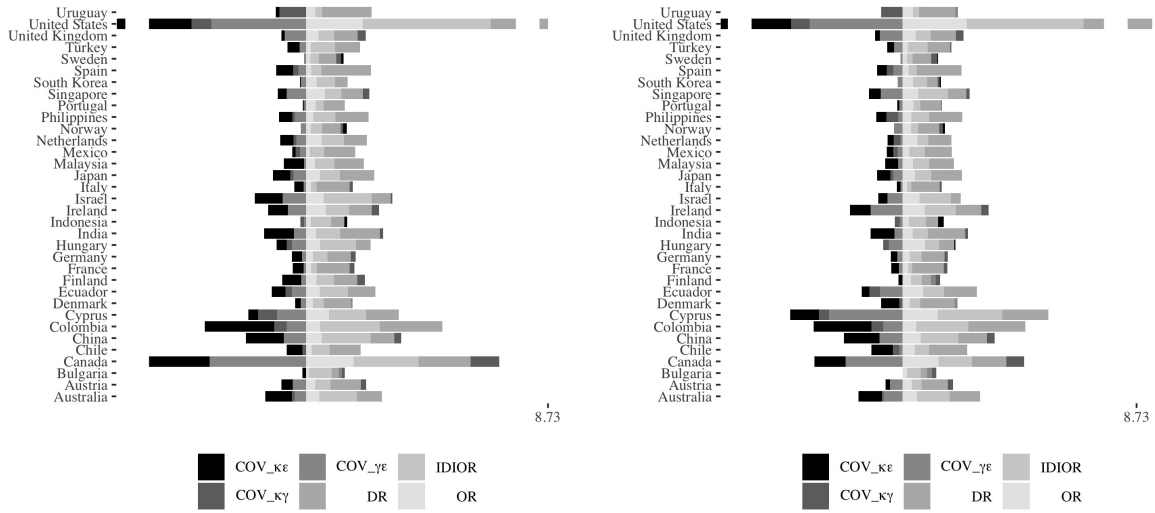 Uruguay
United States
United Kingdom
Turkey
Sweden
Spain
South Korea
Singapore
Portugal
Philippines
Norway
Netherlands
Mexico
Malaysia
Japan
Italy
Israel
Ireland
Indonesia
India
Hungary
Germany
France
Finland
Ecuador
Denmark
Cyprus
Colombia
China
Chile
Canada
Bulgaria
Austria
Australia
8.73
COV_κε COV_γε IDIOR
COV_κγ DR OR
Uruguay
United States
United Kingdom
Turkey
Sweden
Spain
South Korea
Singapore
Portugal
Philippines
Norway
Netherlands
Mexico
Malaysia
Japan
Italy
Israel
Ireland
Indonesia
India
Hungary
Germany
France
Finland
Ecuador
Denmark
Cyprus
Colombia
China
Chile
Canada
Bulgaria
Austria
Australia
8.73
COV_κε COV_γε IDIOR
COV_κγ DR OR